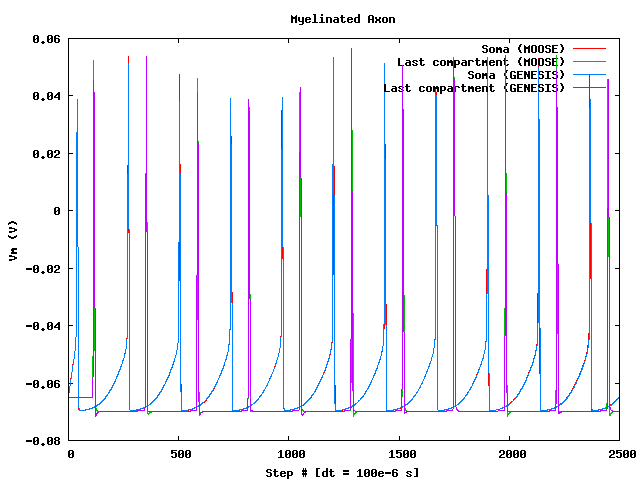 Myelinated Axon
0.06
0.04
0.02
0
-0.02
-0.04
-0.06
-0.08
Vm (V)
Soma (MOOSE)
Last compartment (MOOSE)
Soma (GENESIS)
Last compartment (GENESIS)
0 500 1000 1500 2000 2500
Step # [dt = 100e-6 s]